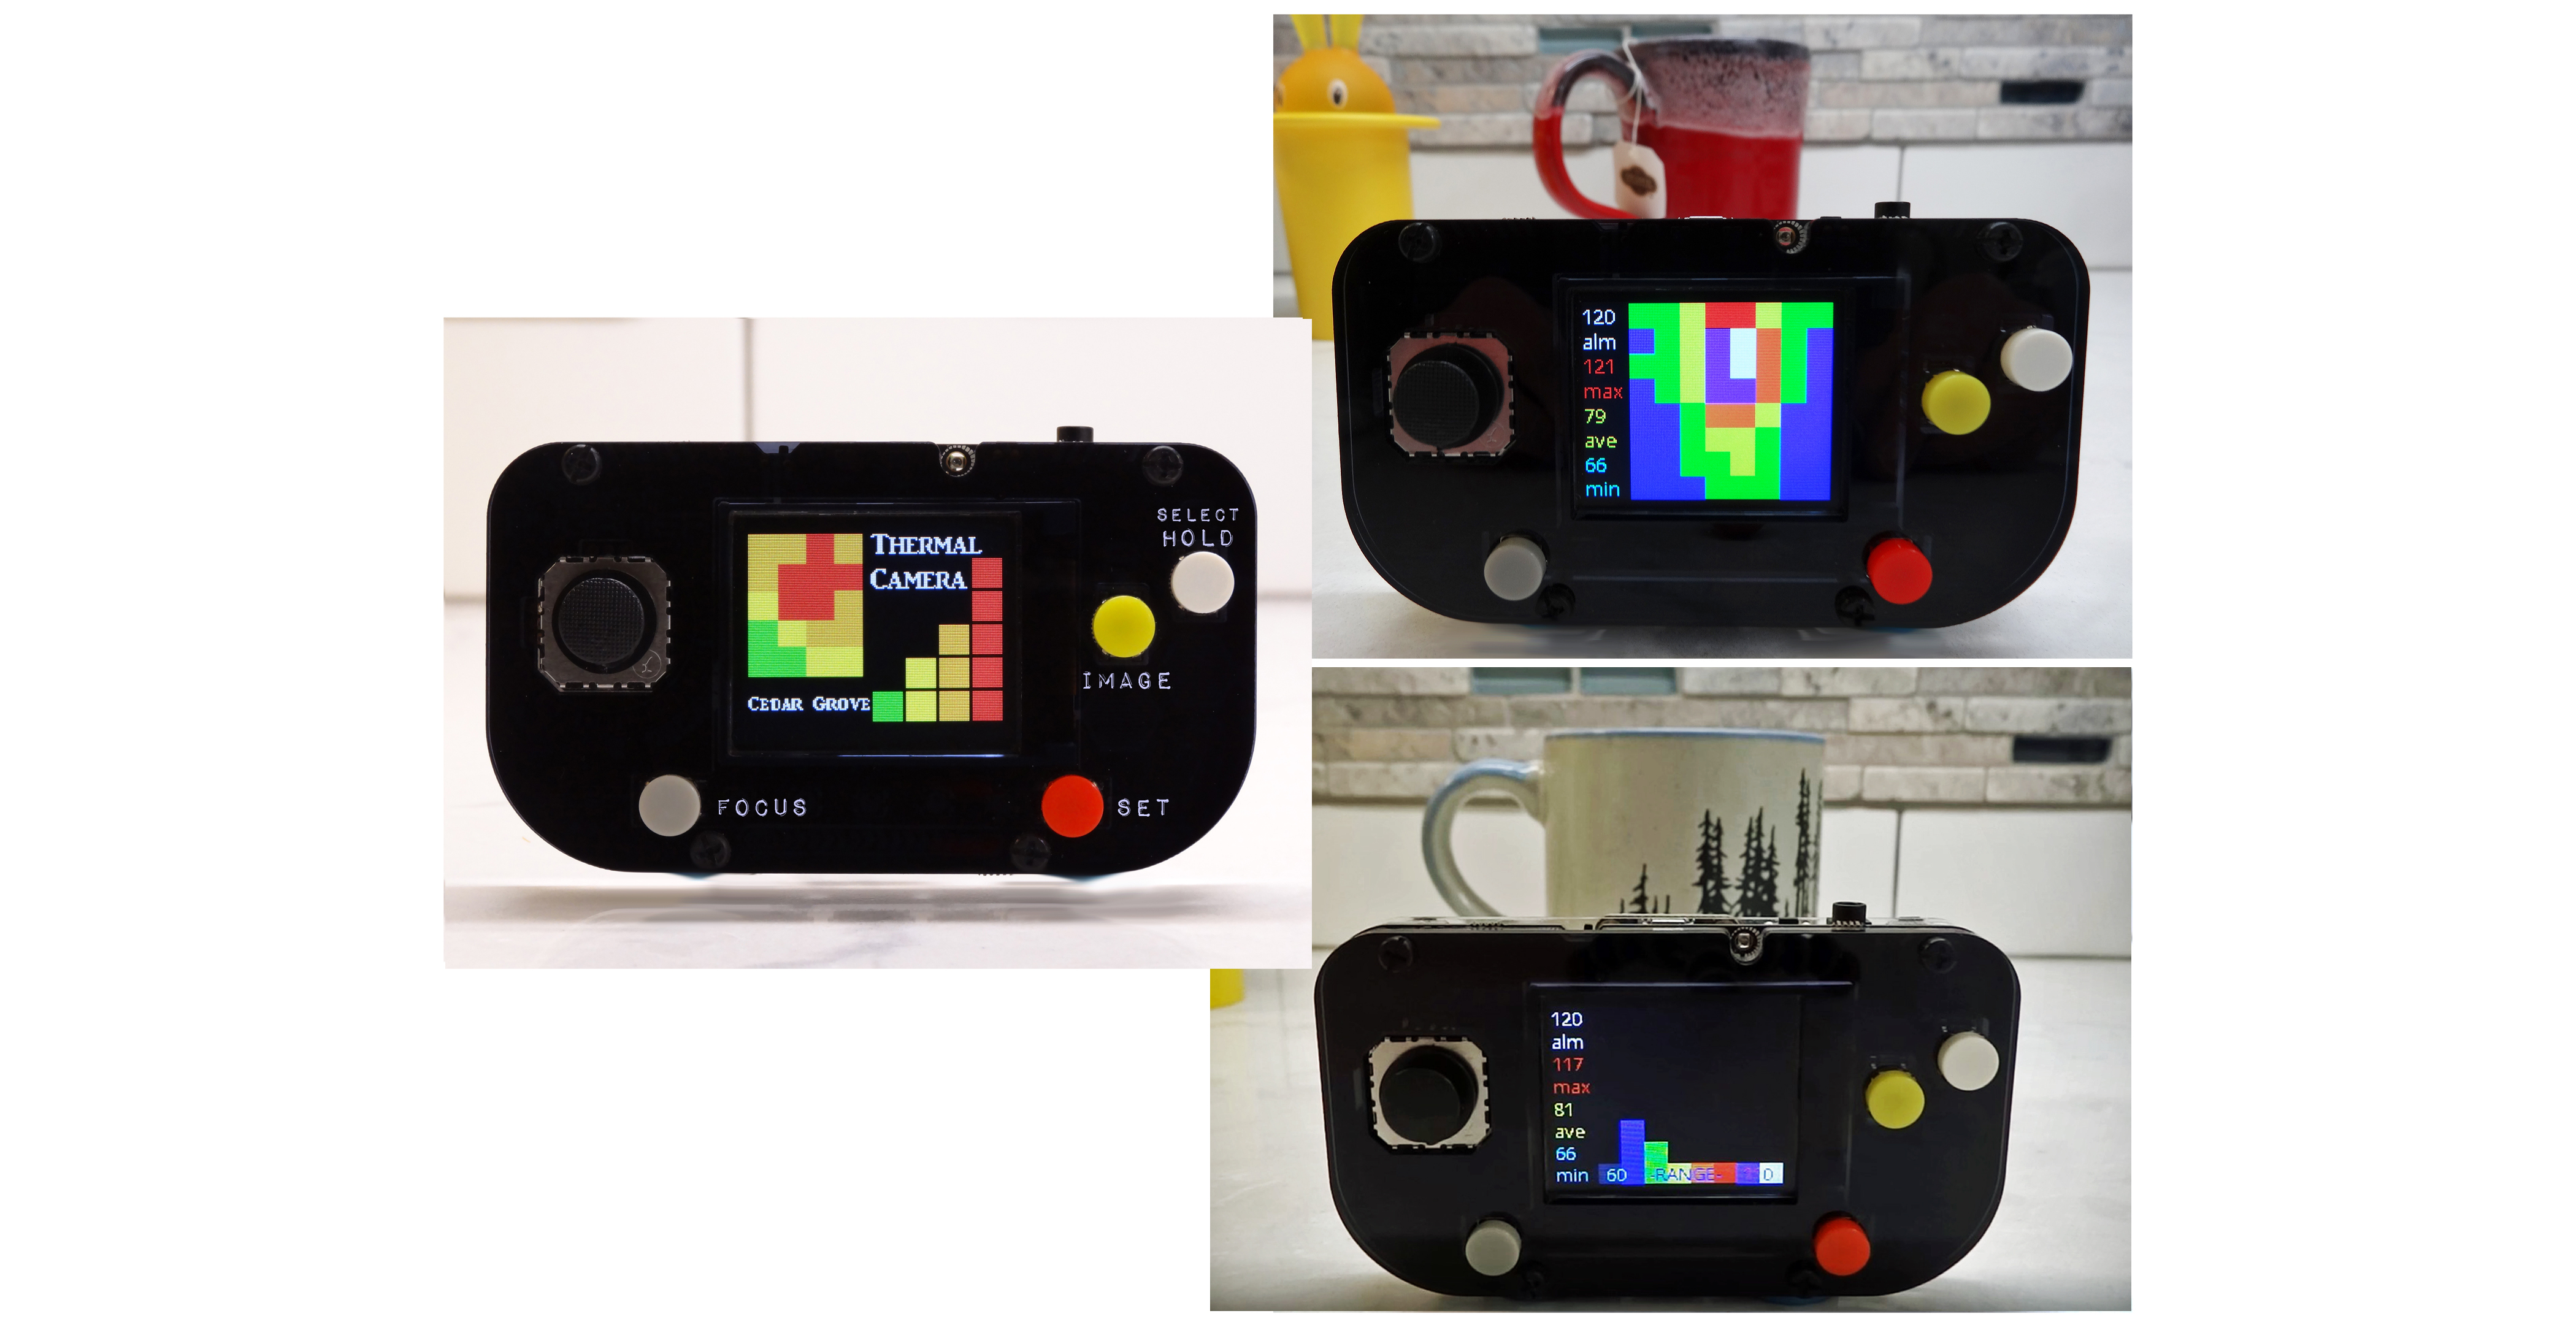 THERMAL
CAMERA
CEDAR GROVE
SELECT
HOLD
IMAGE
FOCUS
SET
120
alm
121
max
79
ave
66
min
120
alm
117
max
81
ave
66
min 60 -RANGE-